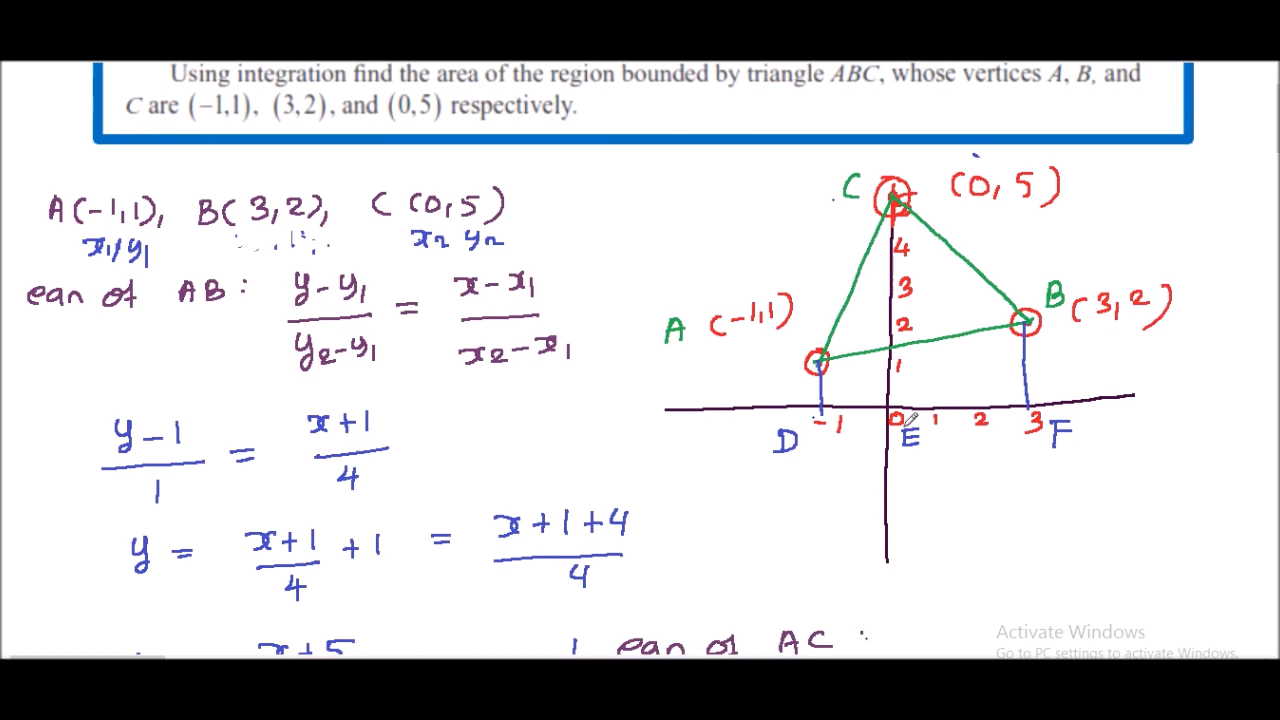 Using integration find the area of the region bounded by triangle ABC, whose vertices A, B, and
C are (−1,1), (3,2), and (0,5) respectively.
A(-1,1), B(3,2), C (0,5)
x1/y1 x2 y2
eqn of AB: y-y1/y2-y1 = x-x1/x2-x1
y-1/1 = x+1/4
y = x+1/4 + 1 = x+1+4/4
x+5
eqn of AC:
C (0,5)
4
3
2
1
B (3,2)
A (-1,1)
D -1 0 E 1 2 3 F
Activate Windows
Go to PC settings to activate Windows.